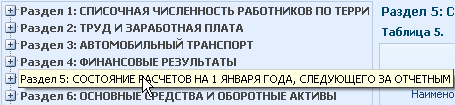 Раздел 1: СПИСОЧНАЯ ЧИСЛЕННОСТЬ РАБОТНИКОВ ПО ТЕРРИ
Раздел 2: ТРУД И ЗАРАБОТНАЯ ПЛАТА
Раздел 3: АВТОМОБИЛЬНЫЙ ТРАНСПОРТ
Раздел 4: ФИНАНСОВЫЕ РЕЗУЛЬТАТЫ
Раздел 5: СОСТОЯНИЕ РАСЧЕТОВ НА 1 ЯНВАРЯ ГОДА, СЛЕДУЮЩЕГО ЗА ОТЧЕТНЫМ
Раздел 6: ОСНОВНЫЕ СРЕДСТВА И ОБОРОТНЫЕ АКТИВЫ
Раздел 5: С
Таблица 5.
Наимено